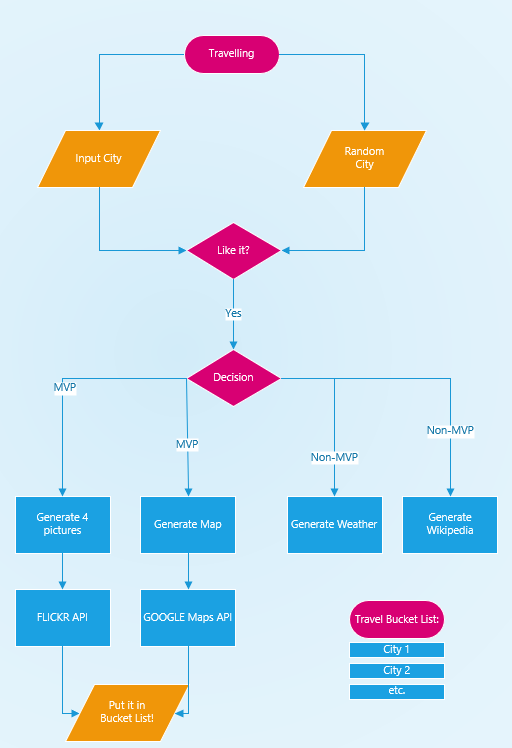 Travelling
Input City
Random
City
Like it?
Yes
Decision
MVP
MVP
Non-MVP
Non-MVP
Generate 4
pictures
Generate Map
Generate Weather
Generate
Wikipedia
FLICKR API
GOOGLE Maps API
Put it in
Bucket List!
Travel Bucket List:
City 1
City 2
etc.